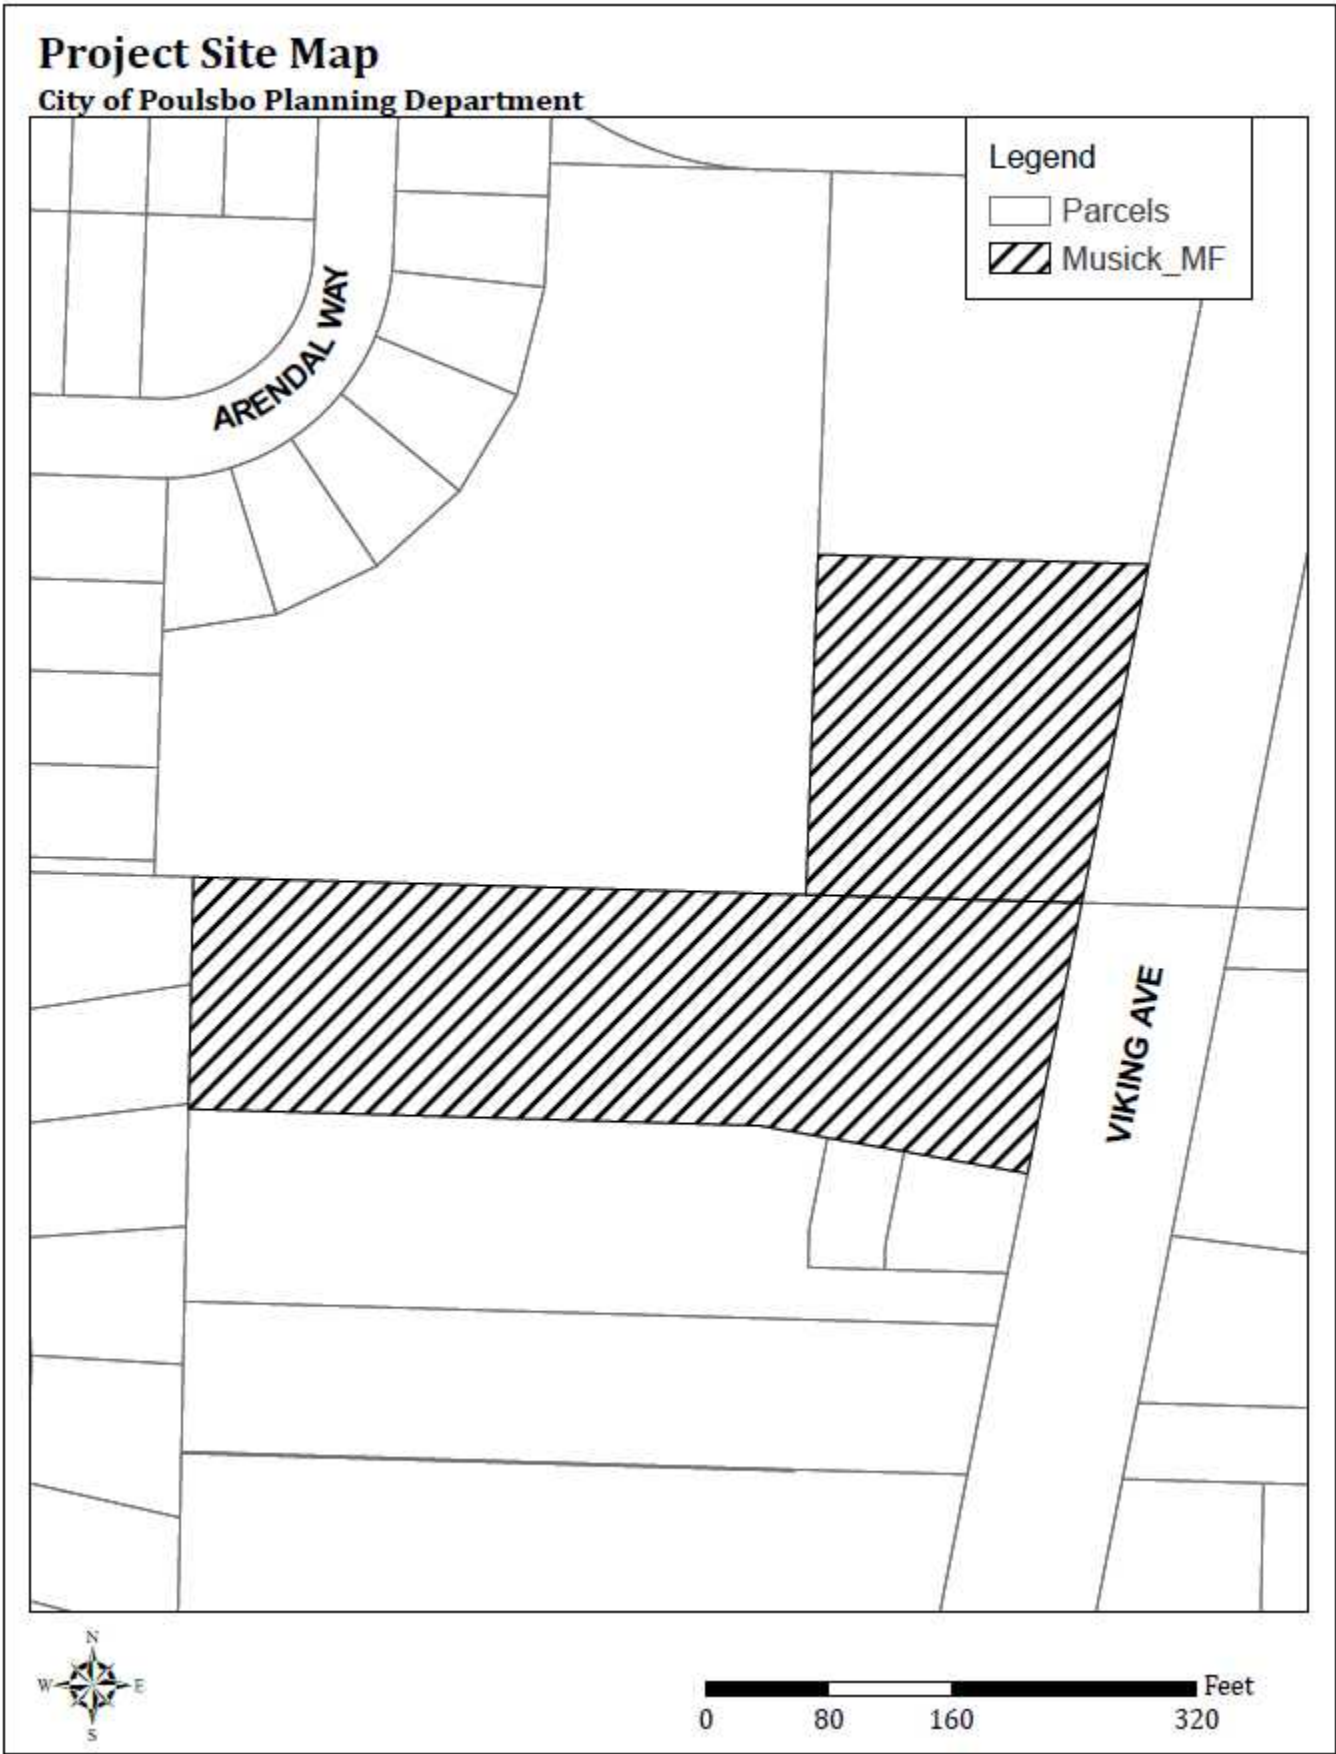 Project Site Map
City of Poulsbo Planning Department
Legend
Parcels
Musick_MF
ARENDAL WAY
VIKING AVE
N
W E
S
Feet
0 80 160 320